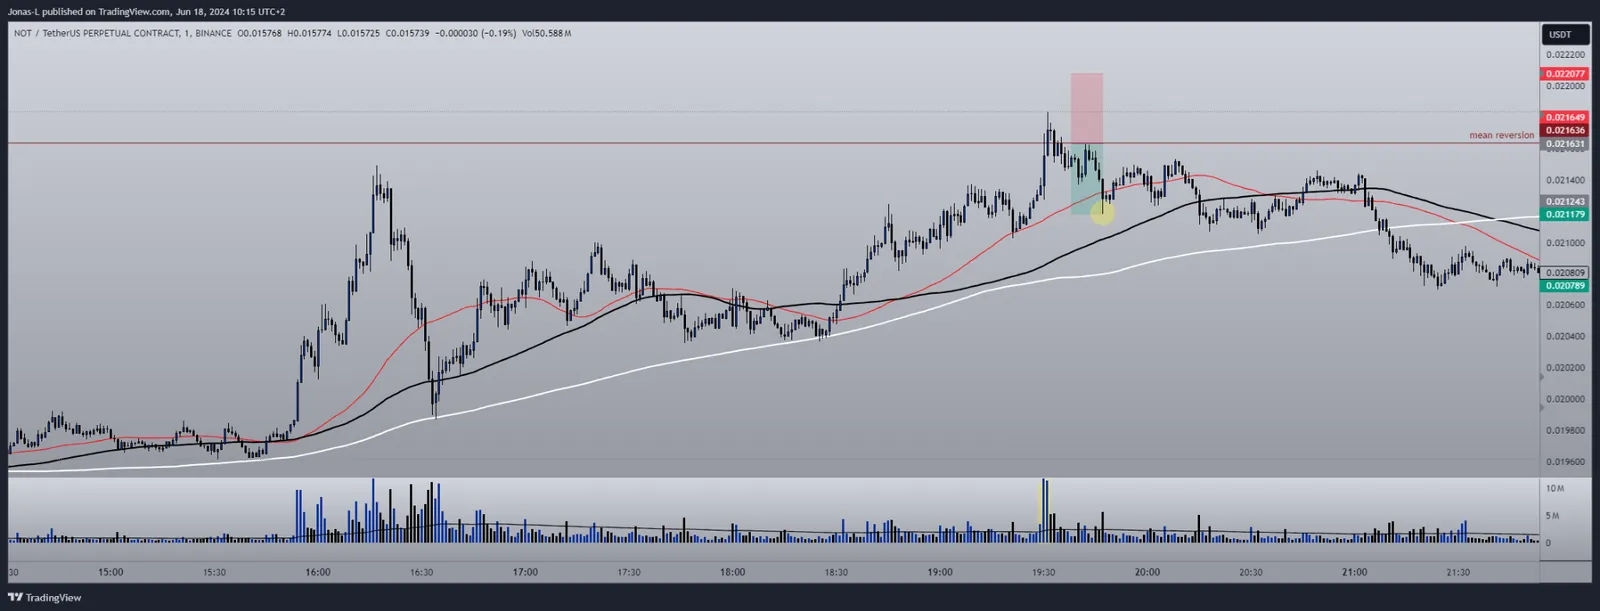 Jonas-L published on TradingView.com, Jun 18, 2024 10:15 UTC+2
NOT / TetherUS PERPETUAL CONTRACT, 1, BINANCE O0.015768 H0.015774 L0.015725 C0.015739 −0.000030 (−0.19%) Vol50.588 M
USDT
0.022200
0.022077
0.022000
0.021649
mean reversion
0.021636
0.021631
0.021400
0.021243
0.021179
0.021000
0.020809
0.020789
0.020600
0.020400
0.020200
0.020000
0.019800
0.019600
10 M
5 M
0
:30 15:00 15:30 16:00 16:30 17:00 17:30 18:00 18:30 19:00 19:30 20:00 20:30 21:00 21:30
TradingView